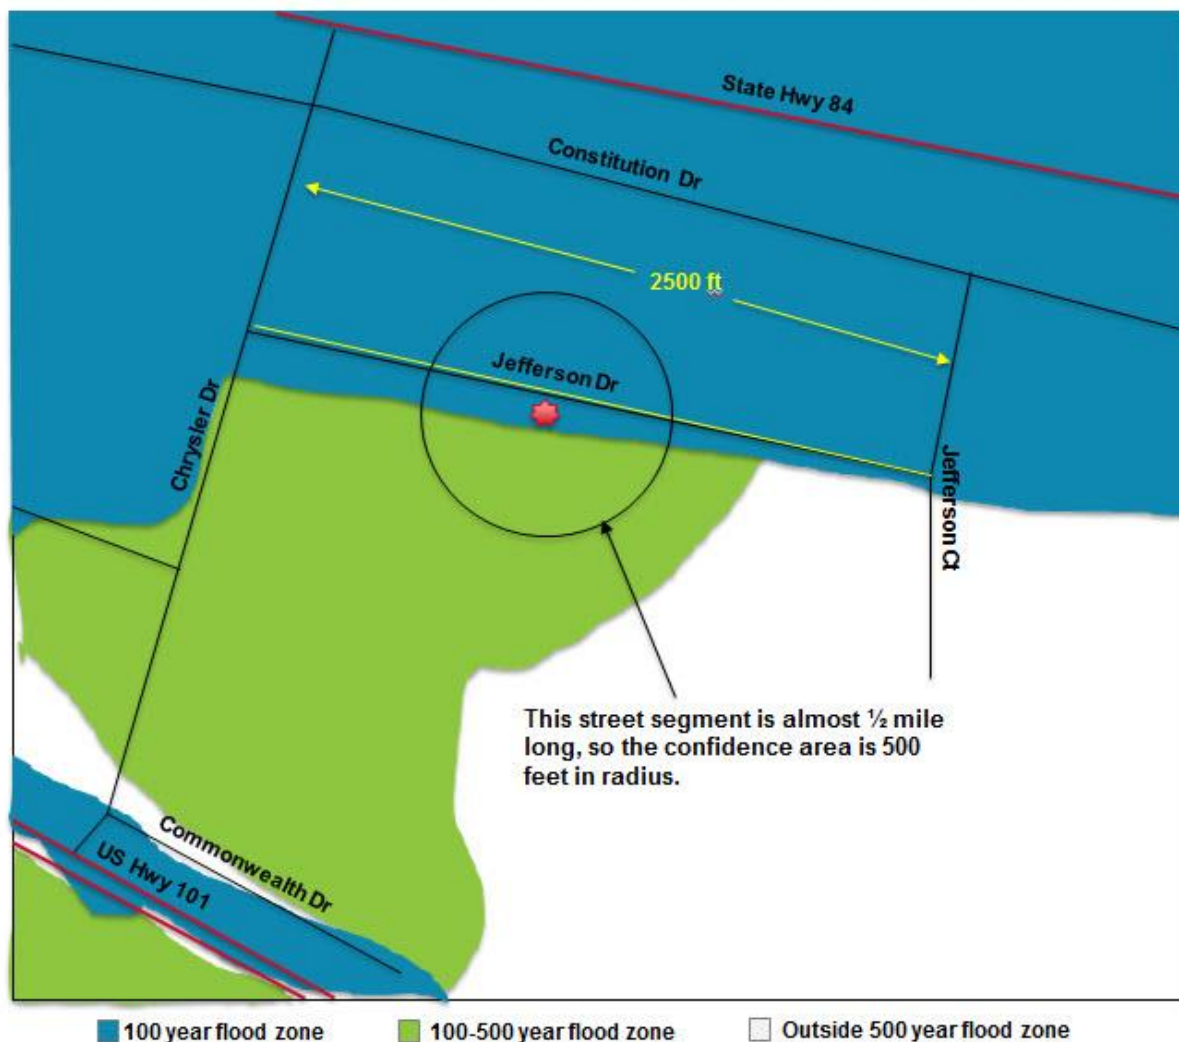 State Hwy 84
Constitution Dr
2500 ft
Jefferson Dr
Chrysler Dr
Jefferson Ct
This street segment is almost ½ mile
long, so the confidence area is 500
feet in radius.
Commonwealth Dr
US Hwy 101
100 year flood zone
100-500 year flood zone
Outside 500 year flood zone